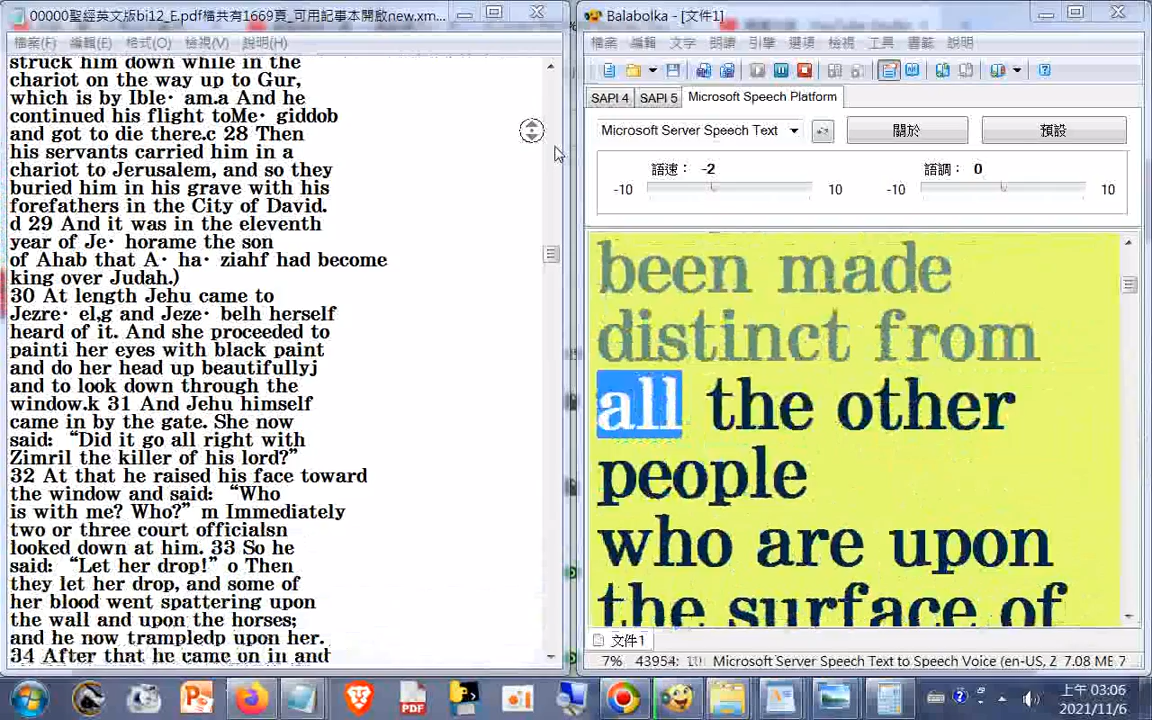 00000聖經英文版bi12_E.pdf檔共有1669頁_可用記事本開啟new.xm...
檔案(F) 編輯(E) 格式(O) 檢視(V) 說明(H)
struck him down while in the
chariot on the way up to Gur,
which is by Ible· am.a And he
continued his flight toMe· giddob
and got to die there.c 28 Then
his servants carried him in a
chariot to Jerusalem, and so they
buried him in his grave with his
forefathers in the City of David.
d 29 And it was in the eleventh
year of Je· horame the son
of Ahab that A· ha· ziahf had become
king over Judah.)
30 At length Jehu came to
Jezre· el,g and Jeze· belh herself
heard of it. And she proceeded to
painti her eyes with black paint
and do her head up beautifullyj
and to look down through the
window.k 31 And Jehu himself
came in by the gate. She now
said: “Did it go all right with
Zimril the killer of his lord?”
32 At that he raised his face toward
the window and said: “Who
is with me? Who?” m Immediately
two or three court officialsn
looked down at him. 33 So he
said: “Let her drop!” o Then
they let her drop, and some of
her blood went spattering upon
the wall and upon the horses;
and he now trampledp upon her.
34 After that he came on in and
Balabolka - [文件1]
檔案 編輯 文字 朗讀 引擎 選項 檢視 工具 書籤 說明
SAPI 4 SAPI 5 Microsoft Speech Platform
Microsoft Server Speech Text 關於 預設
語速: -2 語調: 0
-10 10 -10 10
been made
distinct from
all the other
people
who are upon
the surface of
文件1
7% 43954: Microsoft Server Speech Text to Speech Voice (en-US, Z 7.08 ME 7
PDF
上午 03:06
2021/11/6